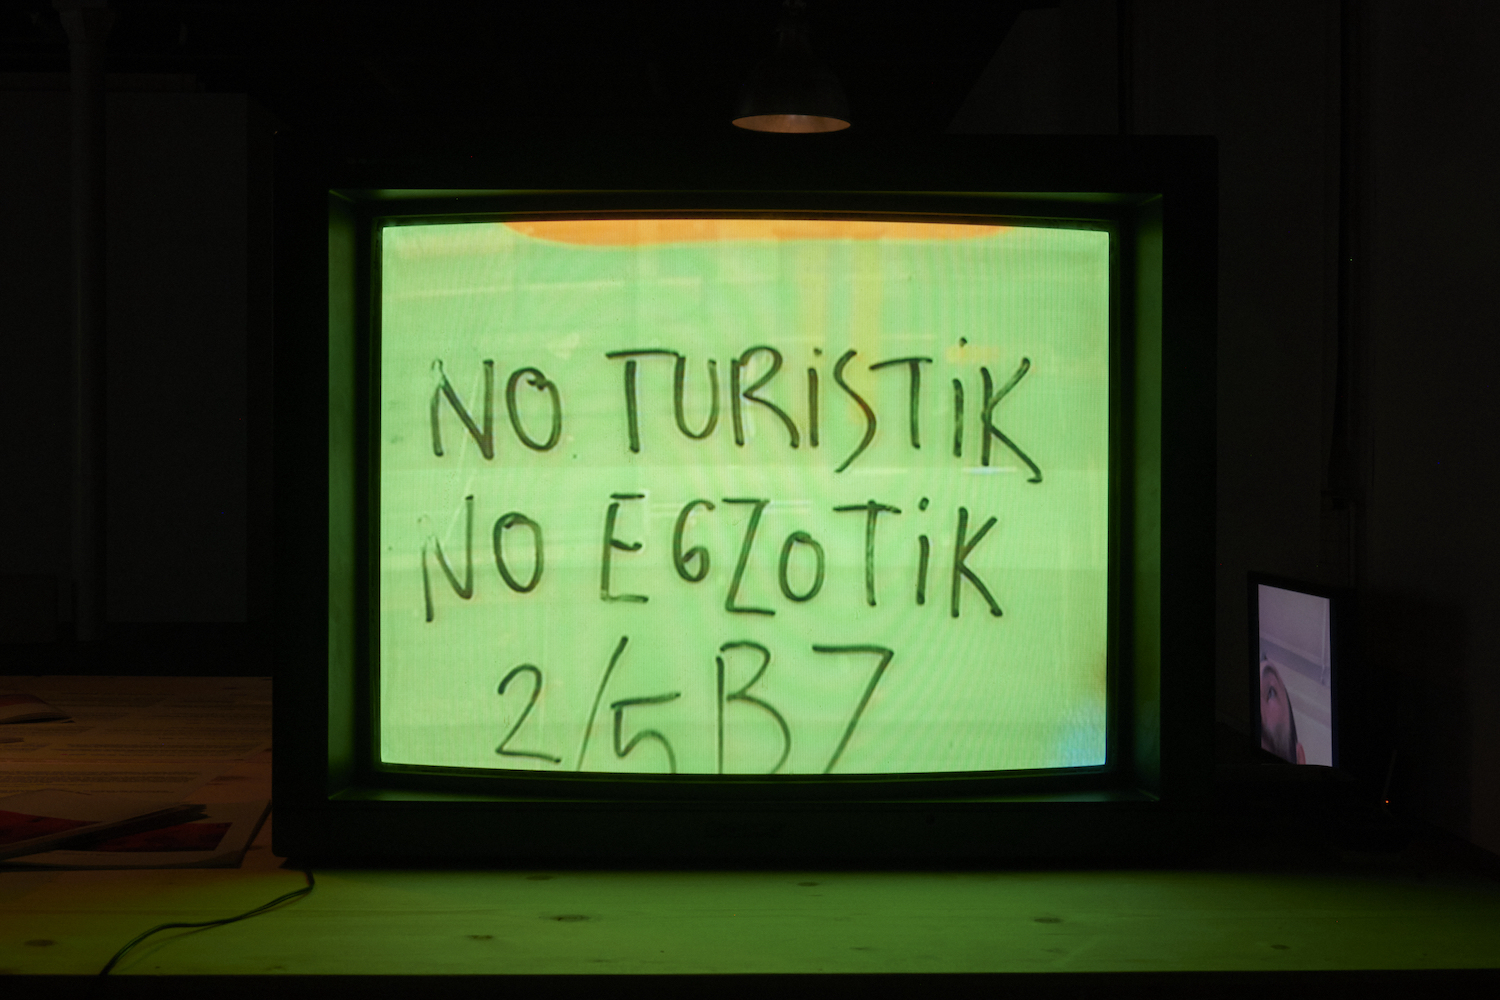 NO TURiSTiK
NO EGZOTiK
2/5B7